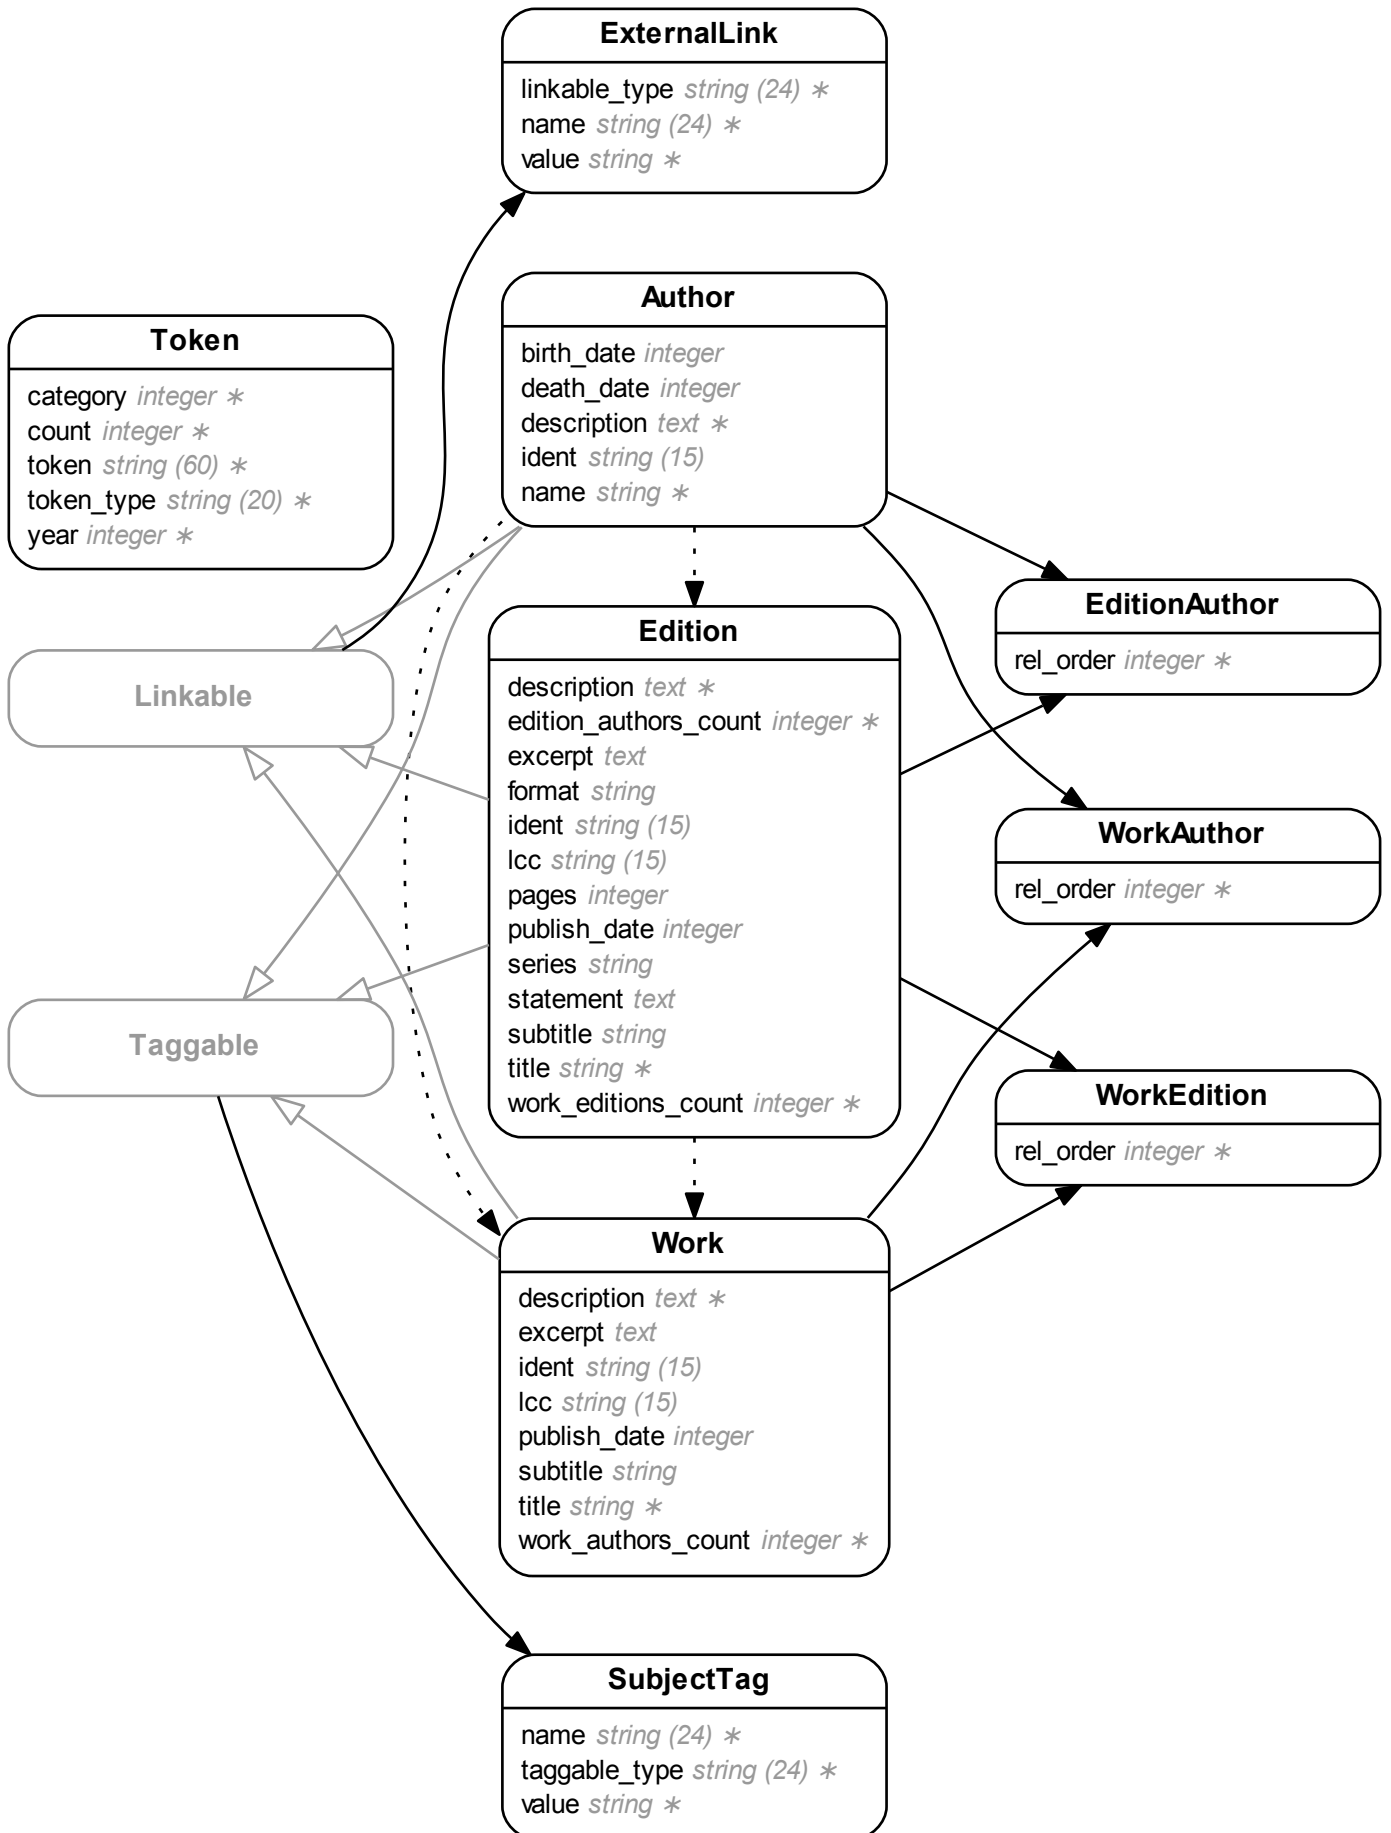 ExternalLink
linkable_type string (24) ∗
name string (24) ∗
value string ∗
Author
birth_date integer
death_date integer
description text ∗
ident string (15)
name string ∗
Token
category integer ∗
count integer ∗
token string (60) ∗
token_type string (20) ∗
year integer ∗
EditionAuthor
rel_order integer ∗
Linkable
Edition
description text ∗
edition_authors_count integer ∗
excerpt text
format string
ident string (15)
lcc string (15)
pages integer
publish_date integer
series string
statement text
subtitle string
title string ∗
work_editions_count integer ∗
WorkAuthor
rel_order integer ∗
Taggable
WorkEdition
rel_order integer ∗
Work
description text ∗
excerpt text
ident string (15)
lcc string (15)
publish_date integer
subtitle string
title string ∗
work_authors_count integer ∗
SubjectTag
name string (24) ∗
taggable_type string (24) ∗
value string ∗